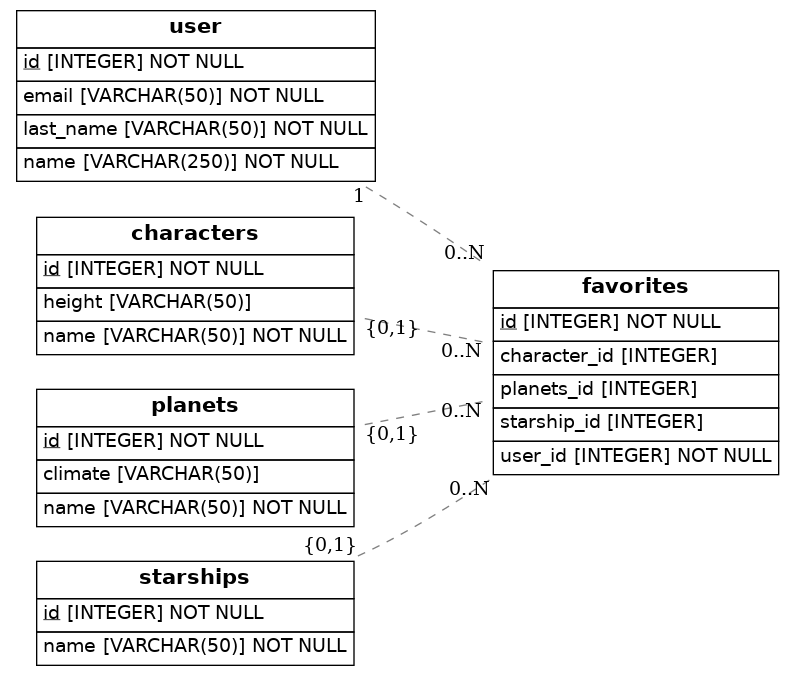 user
id [INTEGER] NOT NULL
email [VARCHAR(50)] NOT NULL
last_name [VARCHAR(50)] NOT NULL
name [VARCHAR(250)] NOT NULL
1
0..N
characters
id [INTEGER] NOT NULL
height [VARCHAR(50)]
name [VARCHAR(50)] NOT NULL
{0,1}
0..N
planets
id [INTEGER] NOT NULL
climate [VARCHAR(50)]
name [VARCHAR(50)] NOT NULL
{0,1}
0..N
starships
id [INTEGER] NOT NULL
name [VARCHAR(50)] NOT NULL
{0,1}
0..N
favorites
id [INTEGER] NOT NULL
character_id [INTEGER]
planets_id [INTEGER]
starship_id [INTEGER]
user_id [INTEGER] NOT NULL